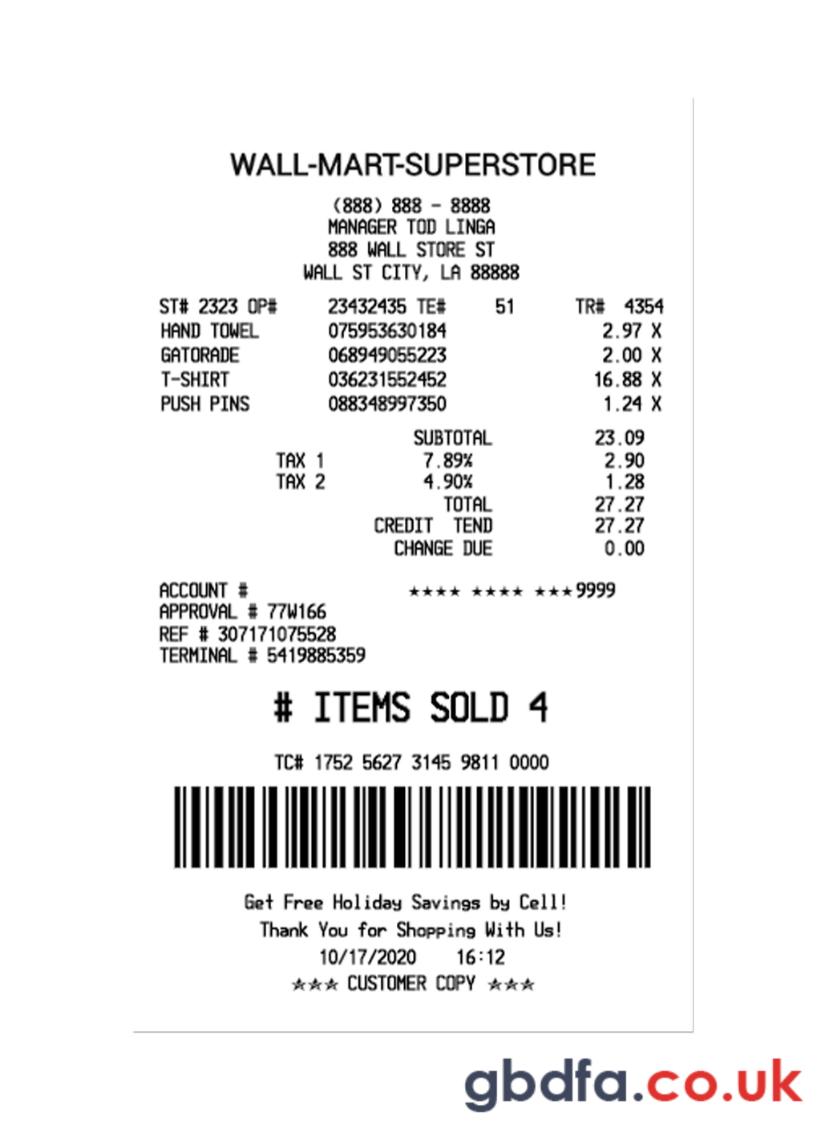 WALL-MART-SUPERSTORE
(888) 888 - 8888
MANAGER TOD LINGA
888 WALL STORE ST
WALL ST CITY, LA 88888
ST# 2323 OP# 23432435 TE# 51 TR# 4354
HAND TOWEL 075953630184 2.97 X
GATORADE 068949055223 2.00 X
T-SHIRT 036231552452 16.88 X
PUSH PINS 088348997350 1.24 X
SUBTOTAL 23.09
TAX 1 7.89% 2.90
TAX 2 4.90% 1.28
TOTAL 27.27
CREDIT TEND 27.27
CHANGE DUE 0.00
ACCOUNT # **** **** ***9999
APPROVAL # 77W166
REF # 307171075528
TERMINAL # 5419885359
# ITEMS SOLD 4
TC# 1752 5627 3145 9811 0000
Get Free Holiday Savings by Cell!
Thank You for Shopping With Us!
10/17/2020 16:12
*** CUSTOMER COPY ***
gbdfa.co.uk